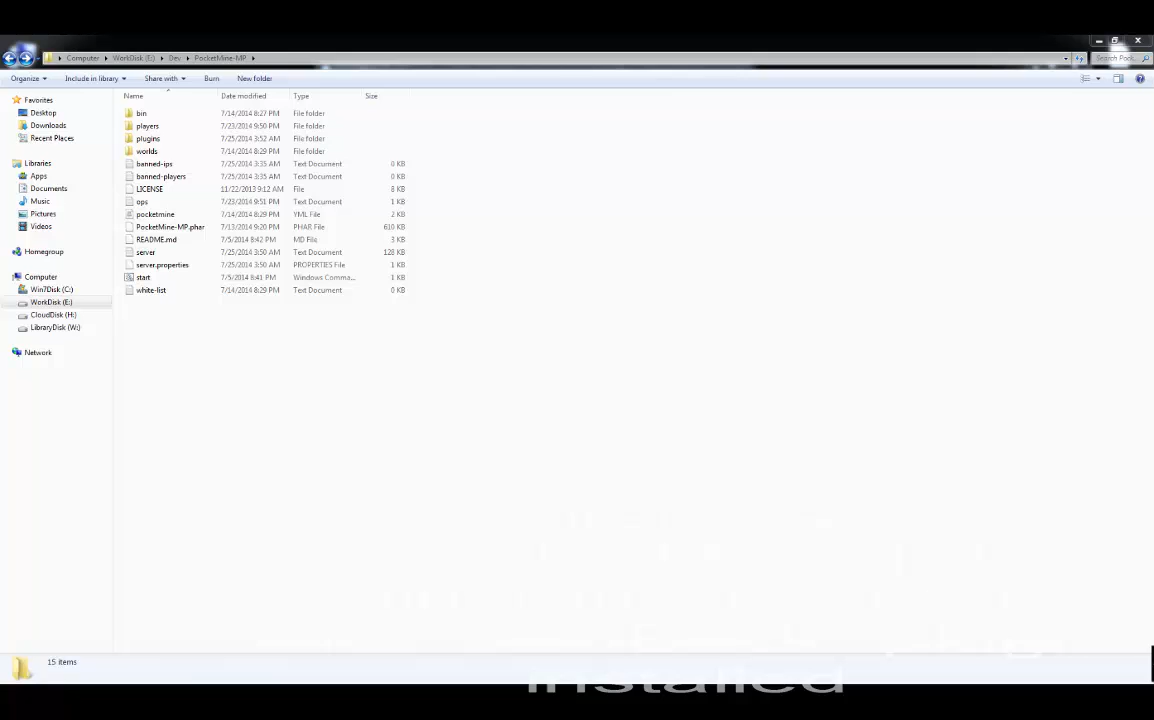 Computer WorkDisk (E:) Dev PocketMine-MP Search Pock...
Organize Include in library Share with Burn New folder
Name Date modified Type Size
Favorites
Desktop
Downloads
Recent Places
Libraries
Apps
Documents
Music
Pictures
Videos
Homegroup
Computer
Win7Disk (C:)
WorkDisk (E:)
CloudDisk (H:)
LibraryDisk (W:)
Network
bin 7/14/2014 8:27 PM File folder
players 7/23/2014 9:50 PM File folder
plugins 7/25/2014 3:52 AM File folder
worlds 7/14/2014 8:29 PM File folder
banned-ips 7/25/2014 3:35 AM Text Document 0 KB
banned-players 7/25/2014 3:35 AM Text Document 0 KB
LICENSE 11/22/2013 9:12 AM File 8 KB
ops 7/23/2014 9:51 PM Text Document 1 KB
pocketmine 7/14/2014 8:29 PM YML File 2 KB
PocketMine-MP.phar 7/13/2014 9:20 PM PHAR File 610 KB
README.md 7/5/2014 8:42 PM MD File 3 KB
server 7/25/2014 3:50 AM Text Document 128 KB
server.properties 7/25/2014 3:50 AM PROPERTIES File 1 KB
start 7/5/2014 8:41 PM Windows Comma... 1 KB
white-list 7/14/2014 8:29 PM Text Document 0 KB
15 items
installed